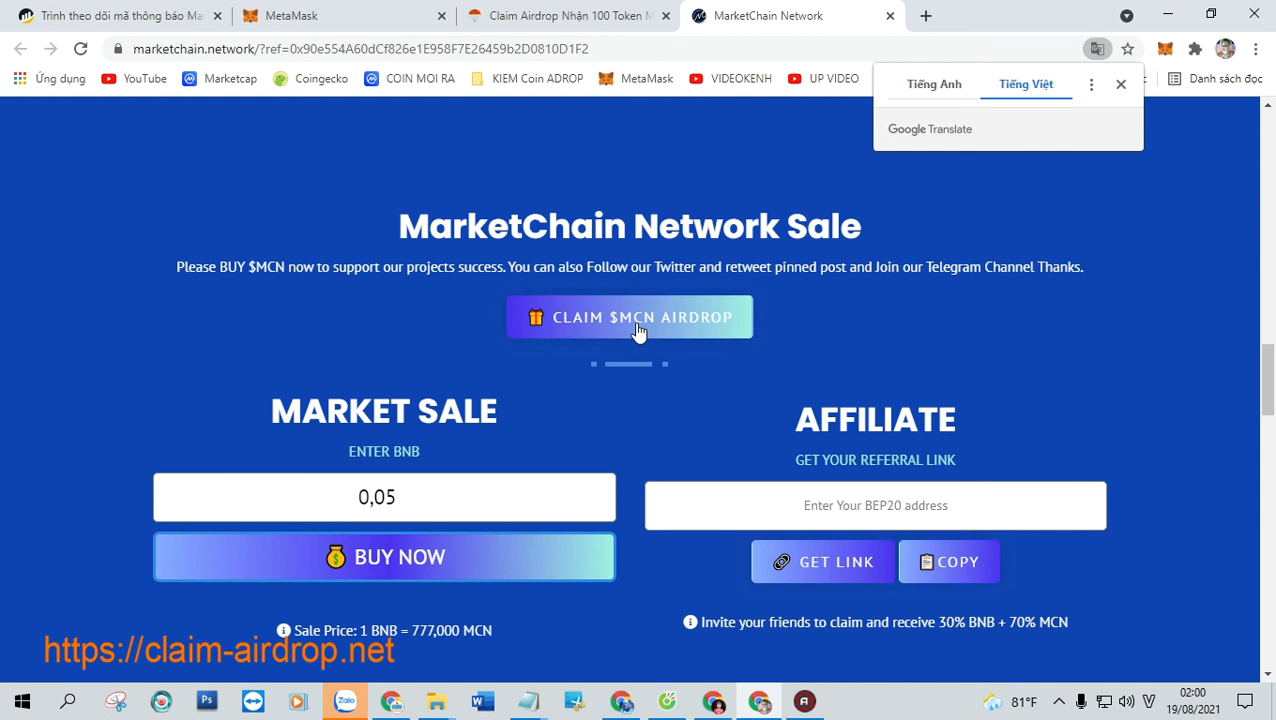 Trình theo dõi mã thông báo Mar
MetaMask
Claim Airdrop Nhận 100 Token M
MarketChain Network
marketchain.network/?ref=0x90e554A60dCf826e1E958F7E26459b2D0810D1F2
Ứng dụng
YouTube
Marketcap
Coingecko
COIN MOI RA
KIEM Coin ADROP
MetaMask
VIDEOKENH
UP VIDEO
Danh sách đọc
Tiếng Anh
Tiếng Việt
Google Translate
MarketChain Network Sale
Please BUY $MCN now to support our projects success. You can also Follow our Twitter and retweet pinned post and Join our Telegram Channel Thanks.
CLAIM $MCN AIRDROP
MARKET SALE
ENTER BNB
0,05
BUY NOW
Sale Price: 1 BNB = 777,000 MCN
AFFILIATE
GET YOUR REFERRAL LINK
Enter Your BEP20 address
GET LINK
COPY
Invite your friends to claim and receive 30% BNB + 70% MCN
https://claim-airdrop.net
Ps
Zalo
W
81°F
V
02:00
19/08/2021